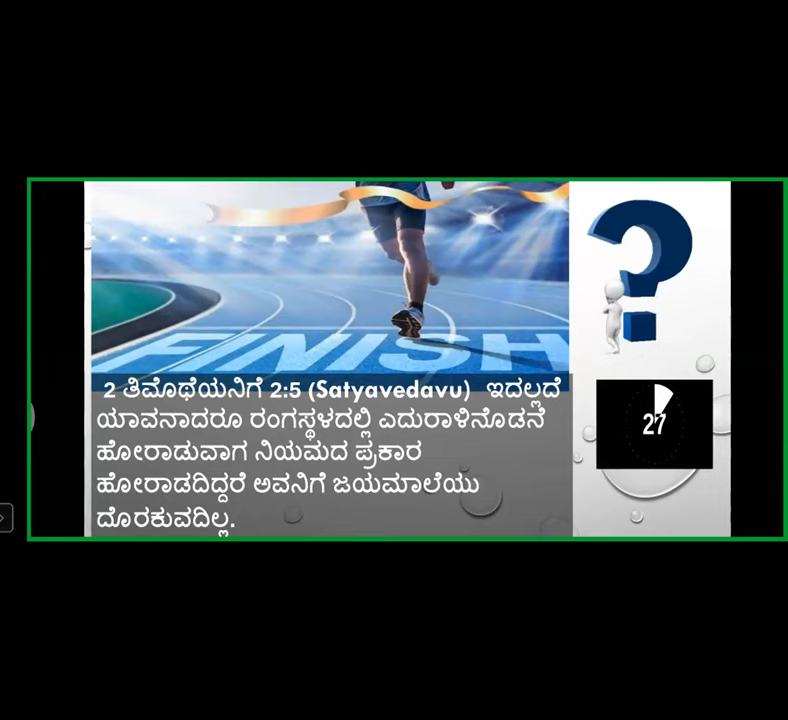 FINISH
2 ತಿಮೊಥೆಯನಿಗೆ 2:5 (Satyavedavu) ಇದಲ್ಲದೆ
ಯಾವನಾದರೂ ರಂಗಸ್ಥಳದಲ್ಲಿ ಎದುರಾಳಿನೊಡನೆ
ಹೋರಾಡುವಾಗ ನಿಯಮದ ಪ್ರಕಾರ
ಹೋರಾಡದಿದ್ದರೆ ಅವನಿಗೆ ಜಯಮಾಲೆಯು
ದೊರಕುವದಿಲ್ಲ.
?
27